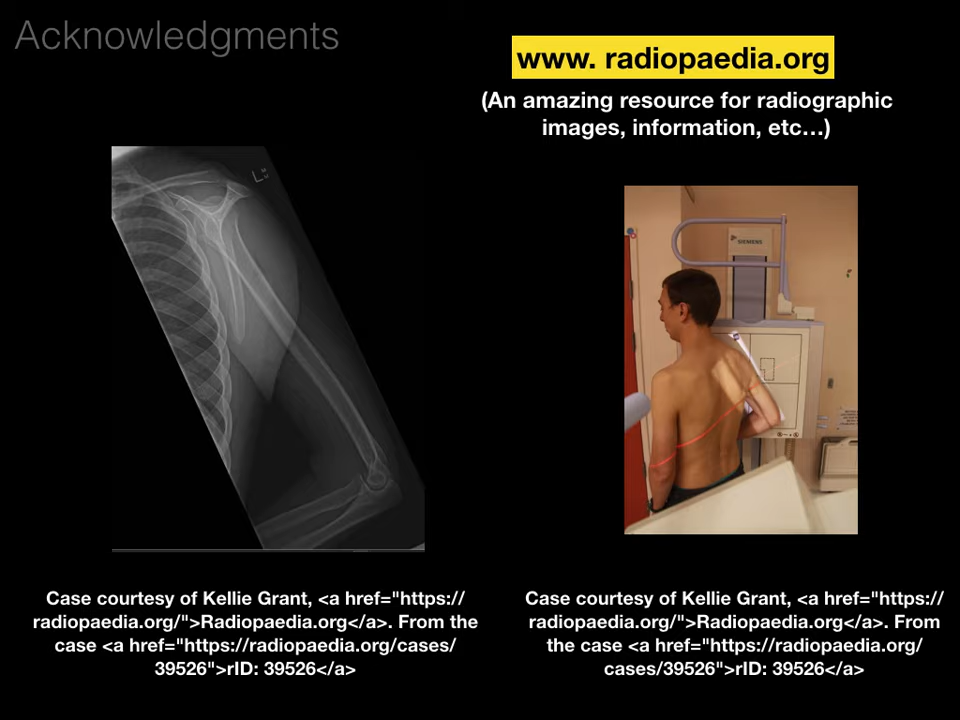 Acknowledgments
www. radiopaedia.org
(An amazing resource for radiographic
images, information, etc…)
L
SIEMENS
Case courtesy of Kellie Grant, <a href="https://
radiopaedia.org/">Radiopaedia.org</a>. From the
case <a href="https://radiopaedia.org/cases/
39526">rID: 39526</a>
Case courtesy of Kellie Grant, <a href="https://
radiopaedia.org/">Radiopaedia.org</a>. From
the case <a href="https://radiopaedia.org/
cases/39526">rID: 39526</a>